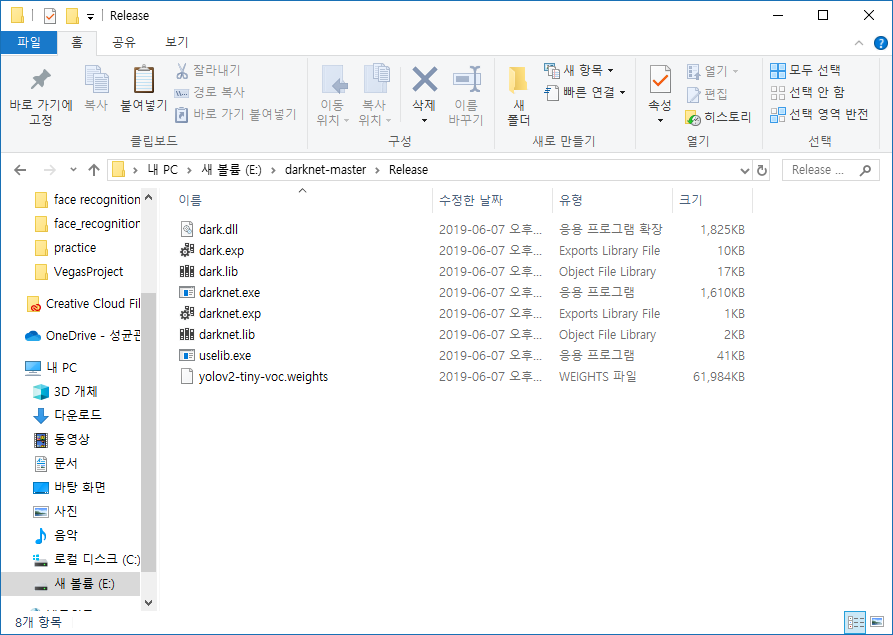 Release
파일 홈 공유 보기
바로 가기에 고정
복사
붙여넣기
잘라내기
경로 복사
바로 가기 붙여넣기
클립보드
이동 위치
복사 위치
삭제
이름 바꾸기
구성
새 폴더
새 항목
빠른 연결
새로 만들기
속성
열기
편집
히스토리
열기
모두 선택
선택 안 함
선택 영역 반전
선택
내 PC > 새 볼륨 (E:) > darknet-master > Release
Release ...
face recognition
face_recognition
practice
VegasProject
Creative Cloud Fil
OneDrive - 성균관
내 PC
3D 개체
다운로드
동영상
문서
바탕 화면
사진
음악
로컬 디스크 (C:)
새 볼륨 (E:)
이름 수정한 날짜 유형 크기
dark.dll 2019-06-07 오후... 응용 프로그램 확장 1,825KB
dark.exp 2019-06-07 오후... Exports Library File 10KB
dark.lib 2019-06-07 오후... Object File Library 17KB
darknet.exe 2019-06-07 오후... 응용 프로그램 1,610KB
darknet.exp 2019-06-07 오후... Exports Library File 1KB
darknet.lib 2019-06-07 오후... Object File Library 2KB
uselib.exe 2019-06-07 오후... 응용 프로그램 41KB
yolov2-tiny-voc.weights 2019-06-07 오후... WEIGHTS 파일 61,984KB
8개 항목